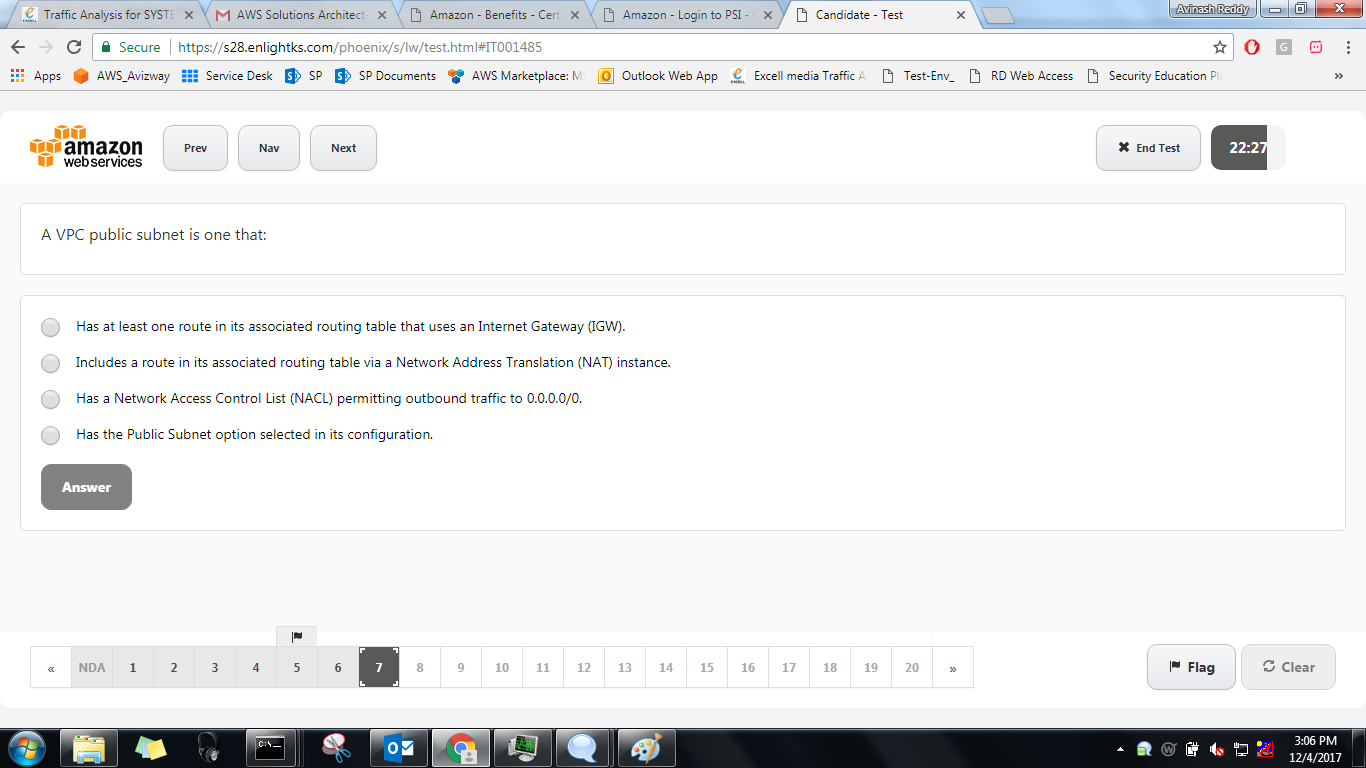 Avinash Reddy
Traffic Analysis for SYSTE
AWS Solutions Architect-
Amazon - Benefits - Cert
Amazon - Login to PSI -
Candidate - Test
Secure
https://s28.enlightks.com/phoenix/s/lw/test.html#IT001485
Apps
AWS_Avizway
Service Desk
SP
SP Documents
AWS Marketplace: M
Outlook Web App
Excell media Traffic A
Test-Env_
RD Web Access
Security Education Pl
»
amazon
webservices
Prev
Nav
Next
End Test
22:27
A VPC public subnet is one that:
Has at least one route in its associated routing table that uses an Internet Gateway (IGW).
Includes a route in its associated routing table via a Network Address Translation (NAT) instance.
Has a Network Access Control List (NACL) permitting outbound traffic to 0.0.0.0/0.
Has the Public Subnet option selected in its configuration.
Answer
« NDA 1 2 3 4 5 6 7 8 9 10 11 12 13 14 15 16 17 18 19 20 »
Flag
Clear
3:06 PM
12/4/2017